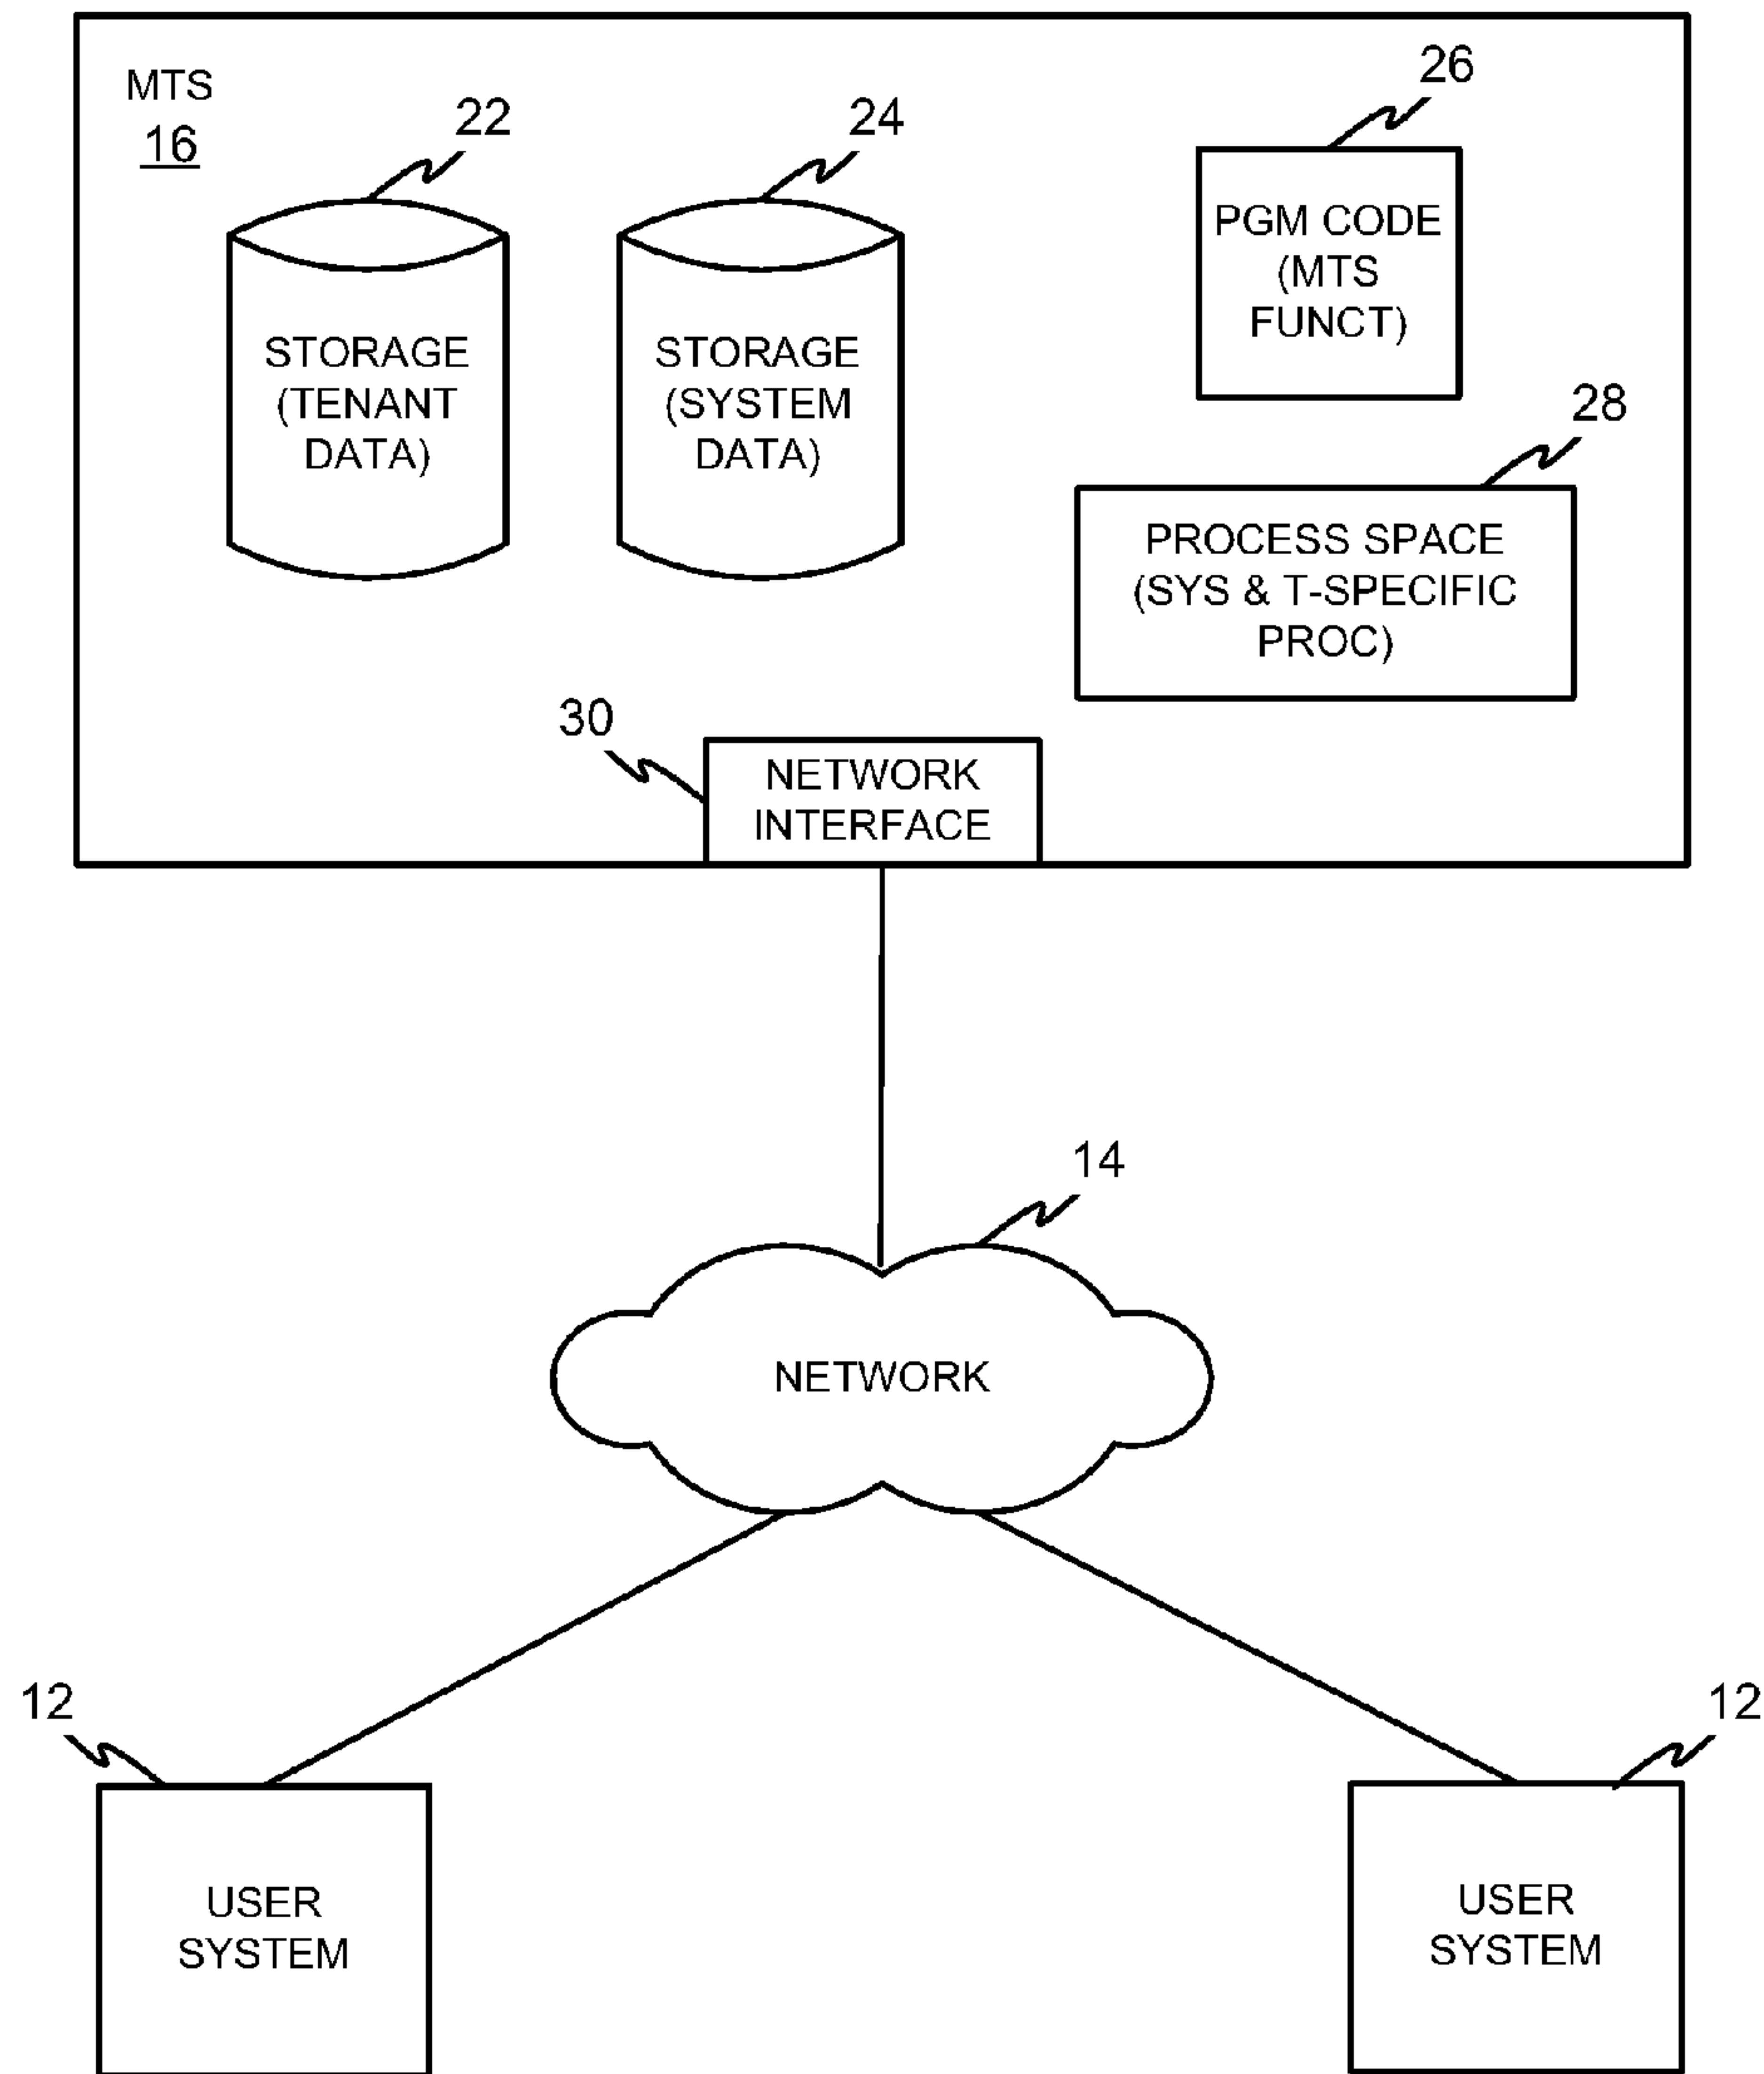 MTS
16
22
24
26
STORAGE
(TENANT
DATA)
STORAGE
(SYSTEM
DATA)
PGM CODE
(MTS
FUNCT)
28
PROCESS SPACE
(SYS & T-SPECIFIC
PROC)
30
NETWORK
INTERFACE
14
NETWORK
12
USER
SYSTEM
12
USER
SYSTEM